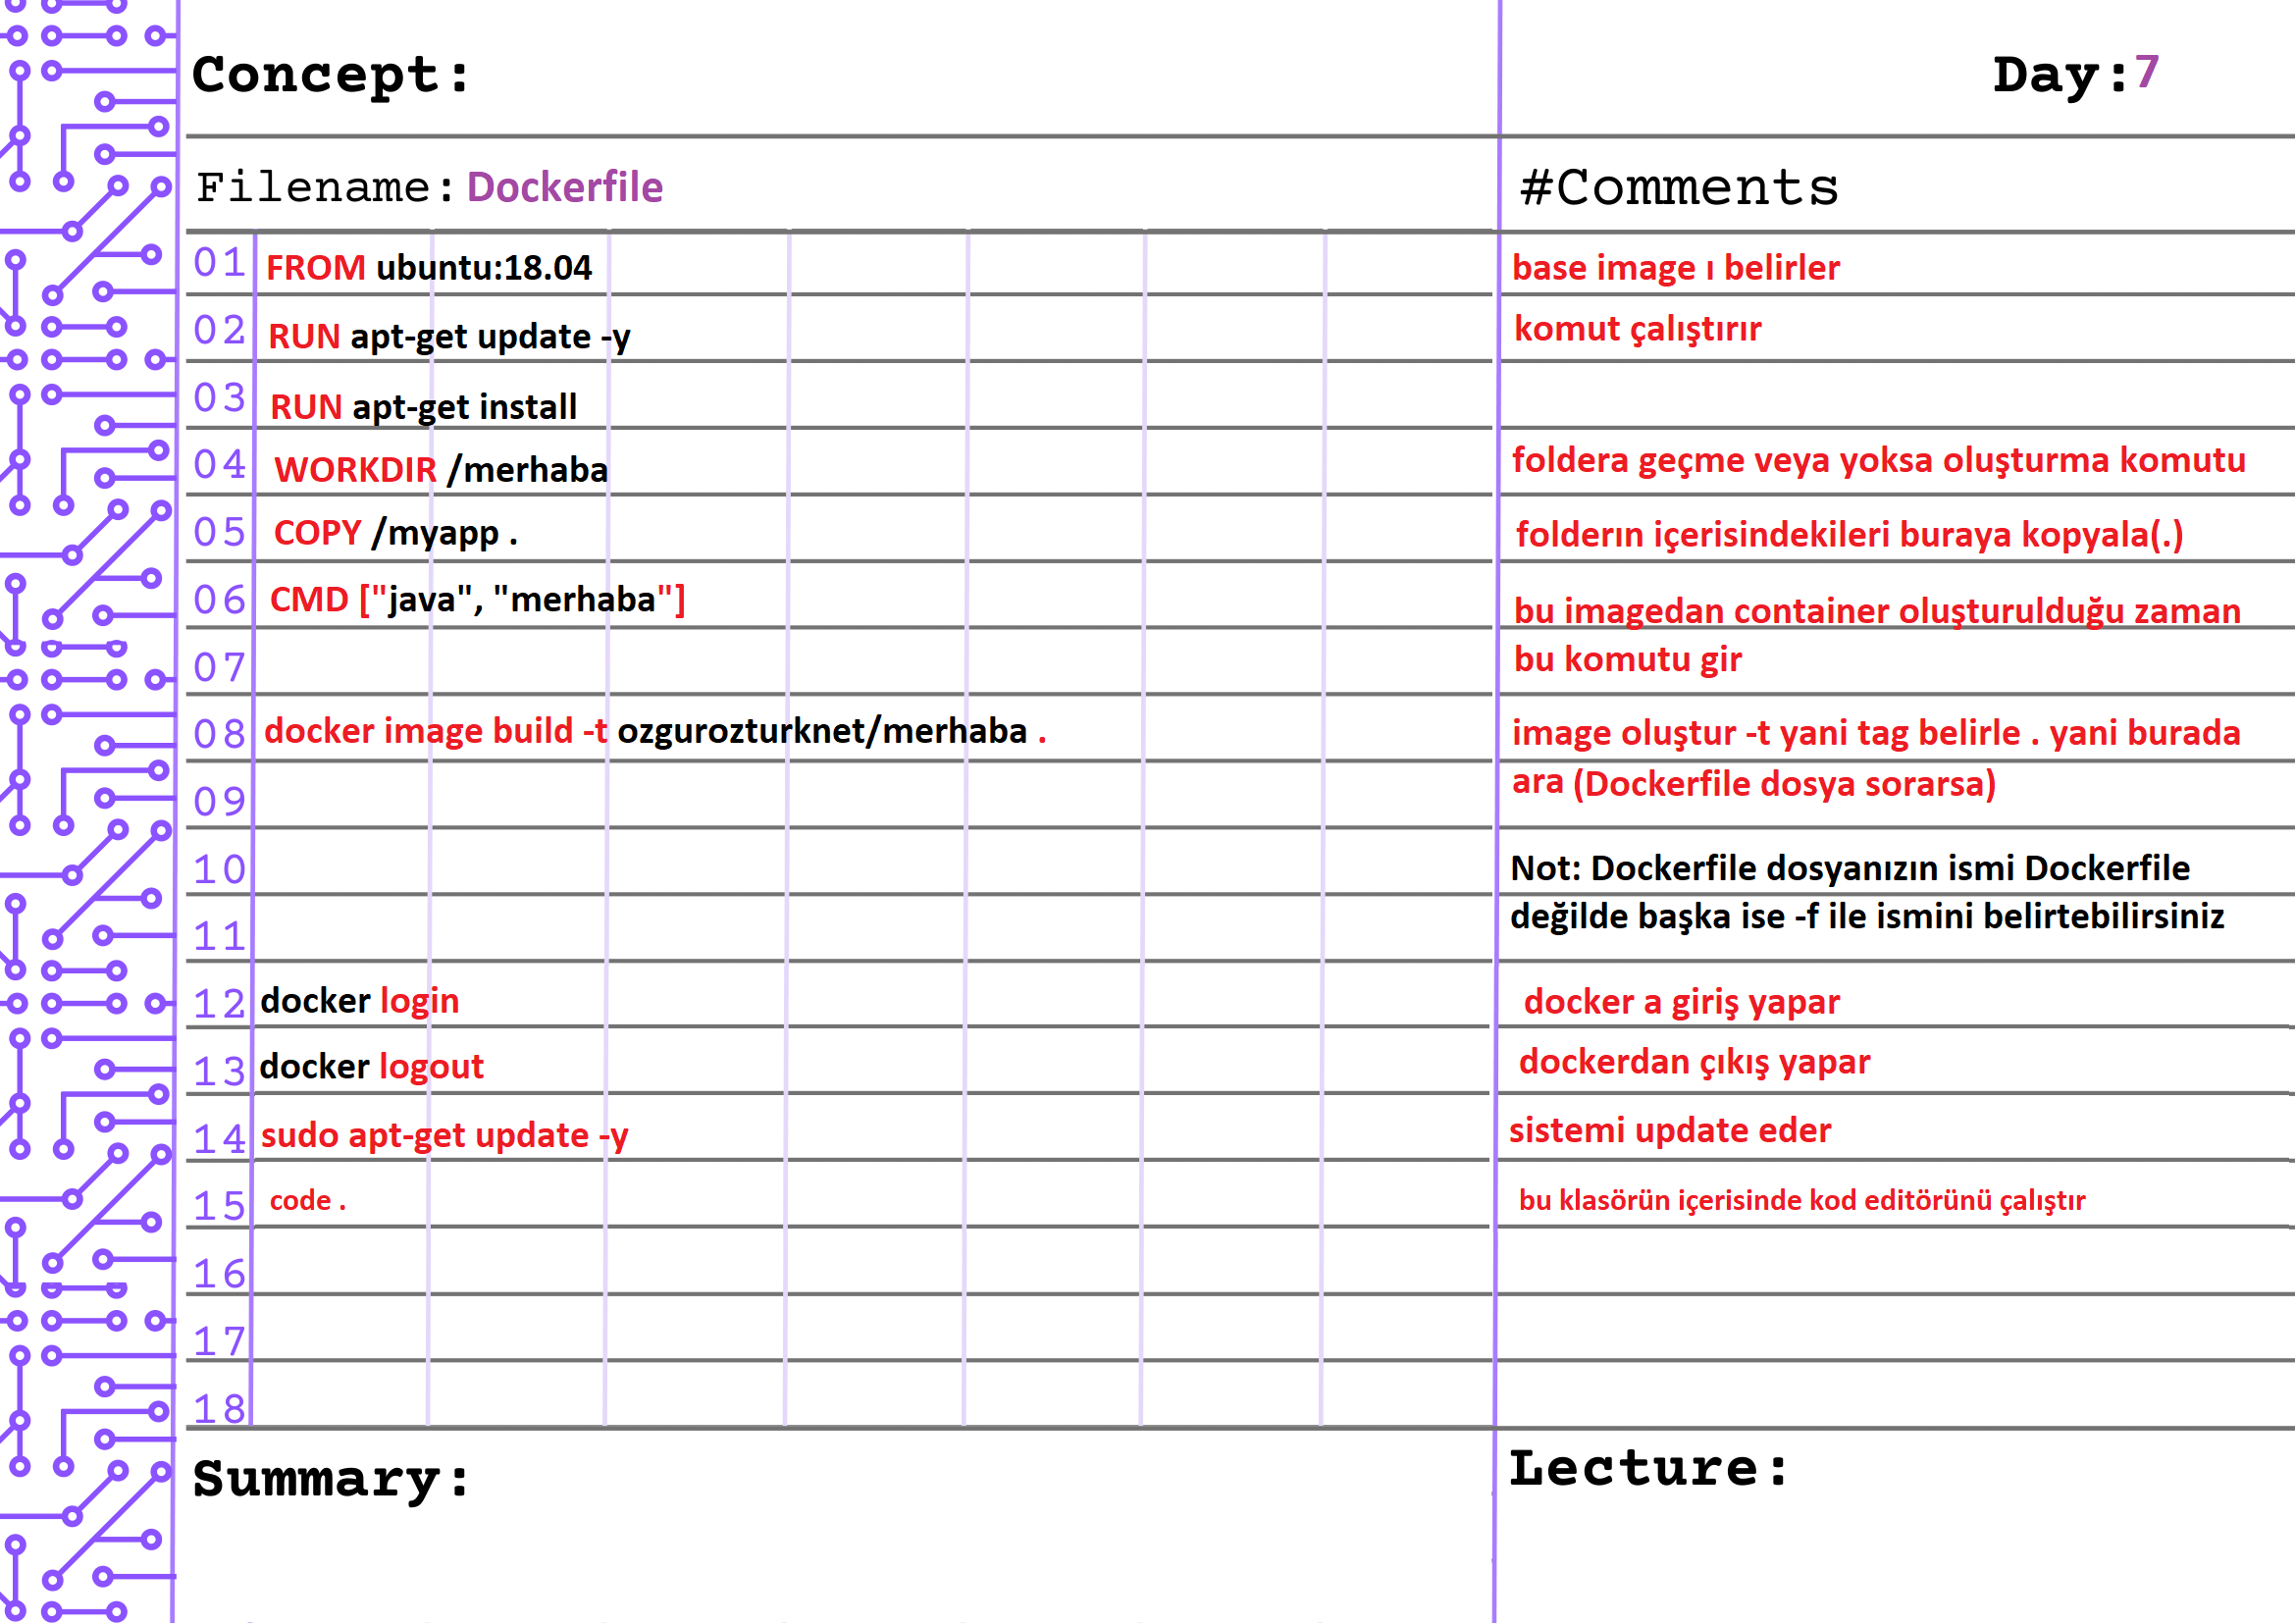 Concept:
Day:7
Filename: Dockerfile
#Comments
01 FROM ubuntu:18.04
base image ı belirler
02 RUN apt-get update -y
komut çalıştırır
03 RUN apt-get install
04 WORKDIR /merhaba
foldera geçme veya yoksa oluşturma komutu
05 COPY /myapp .
folderın içerisindekileri buraya kopyala(.)
06 CMD ["java", "merhaba"]
bu imagedan container oluşturulduğu zaman
07
bu komutu gir
08 docker image build -t ozgurozturknet/merhaba .
image oluştur -t yani tag belirle . yani burada
09
ara (Dockerfile dosya sorarsa)
10
Not: Dockerfile dosyanızın ismi Dockerfile
11
değilde başka ise -f ile ismini belirtebilirsiniz
12 docker login
docker a giriş yapar
13 docker logout
dockerdan çıkış yapar
14 sudo apt-get update -y
sistemi update eder
15 code .
bu klasörün içerisinde kod editörünü çalıştır
16
17
18
Summary:
Lecture: